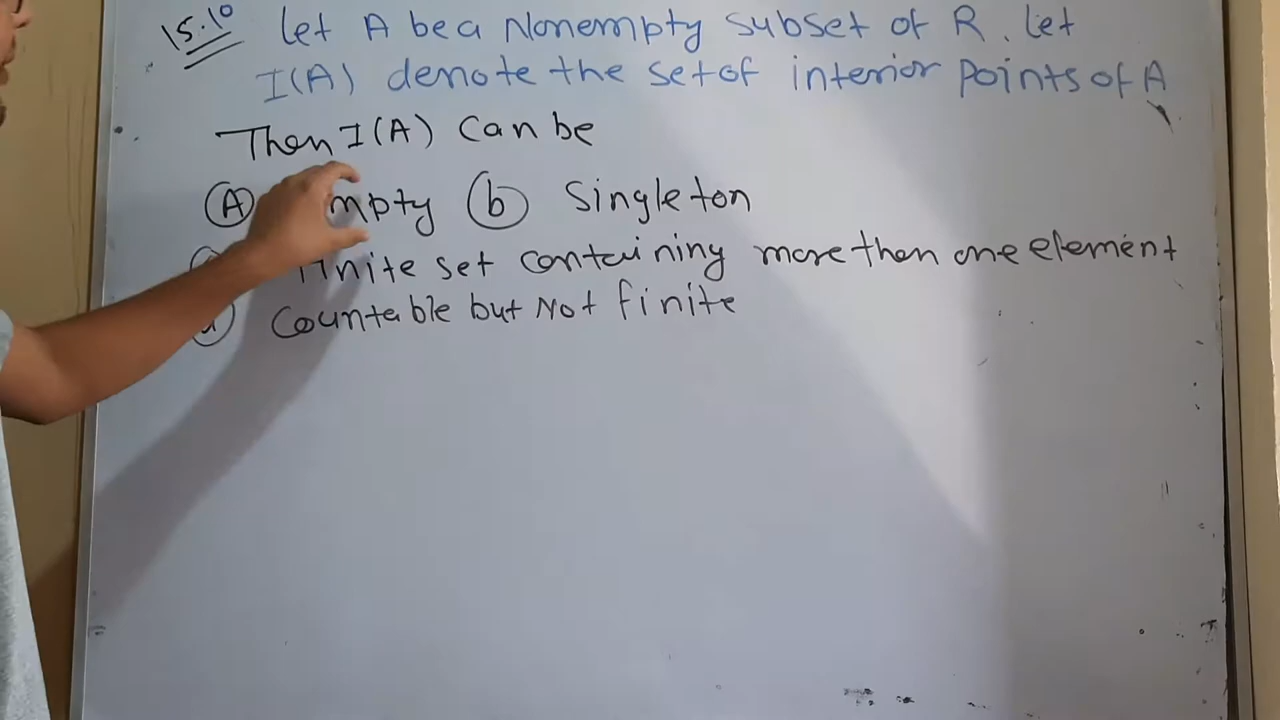 15.10 Let A be a Nonempty subset of R. Let
I(A) denote the set of interior points of A
Then I(A) can be
(A) mpty (b) Singleton
finite set containing more then one element
(d) Countable but Not finite